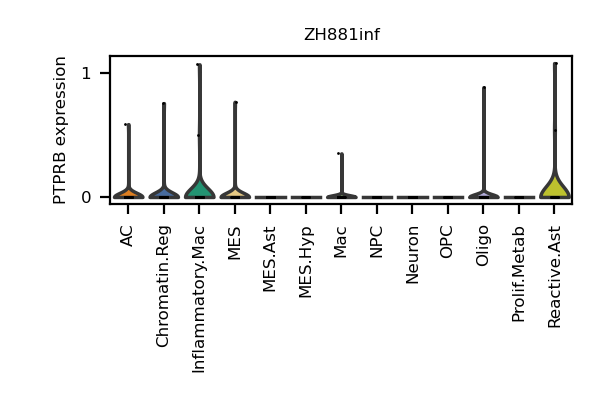 ZH881inf
PTPRB expression
1
0
AC
Chromatin.Reg
Inflammatory.Mac
MES
MES.Ast
MES.Hyp
Mac
NPC
Neuron
OPC
Oligo
Prolif.Metab
Reactive.Ast